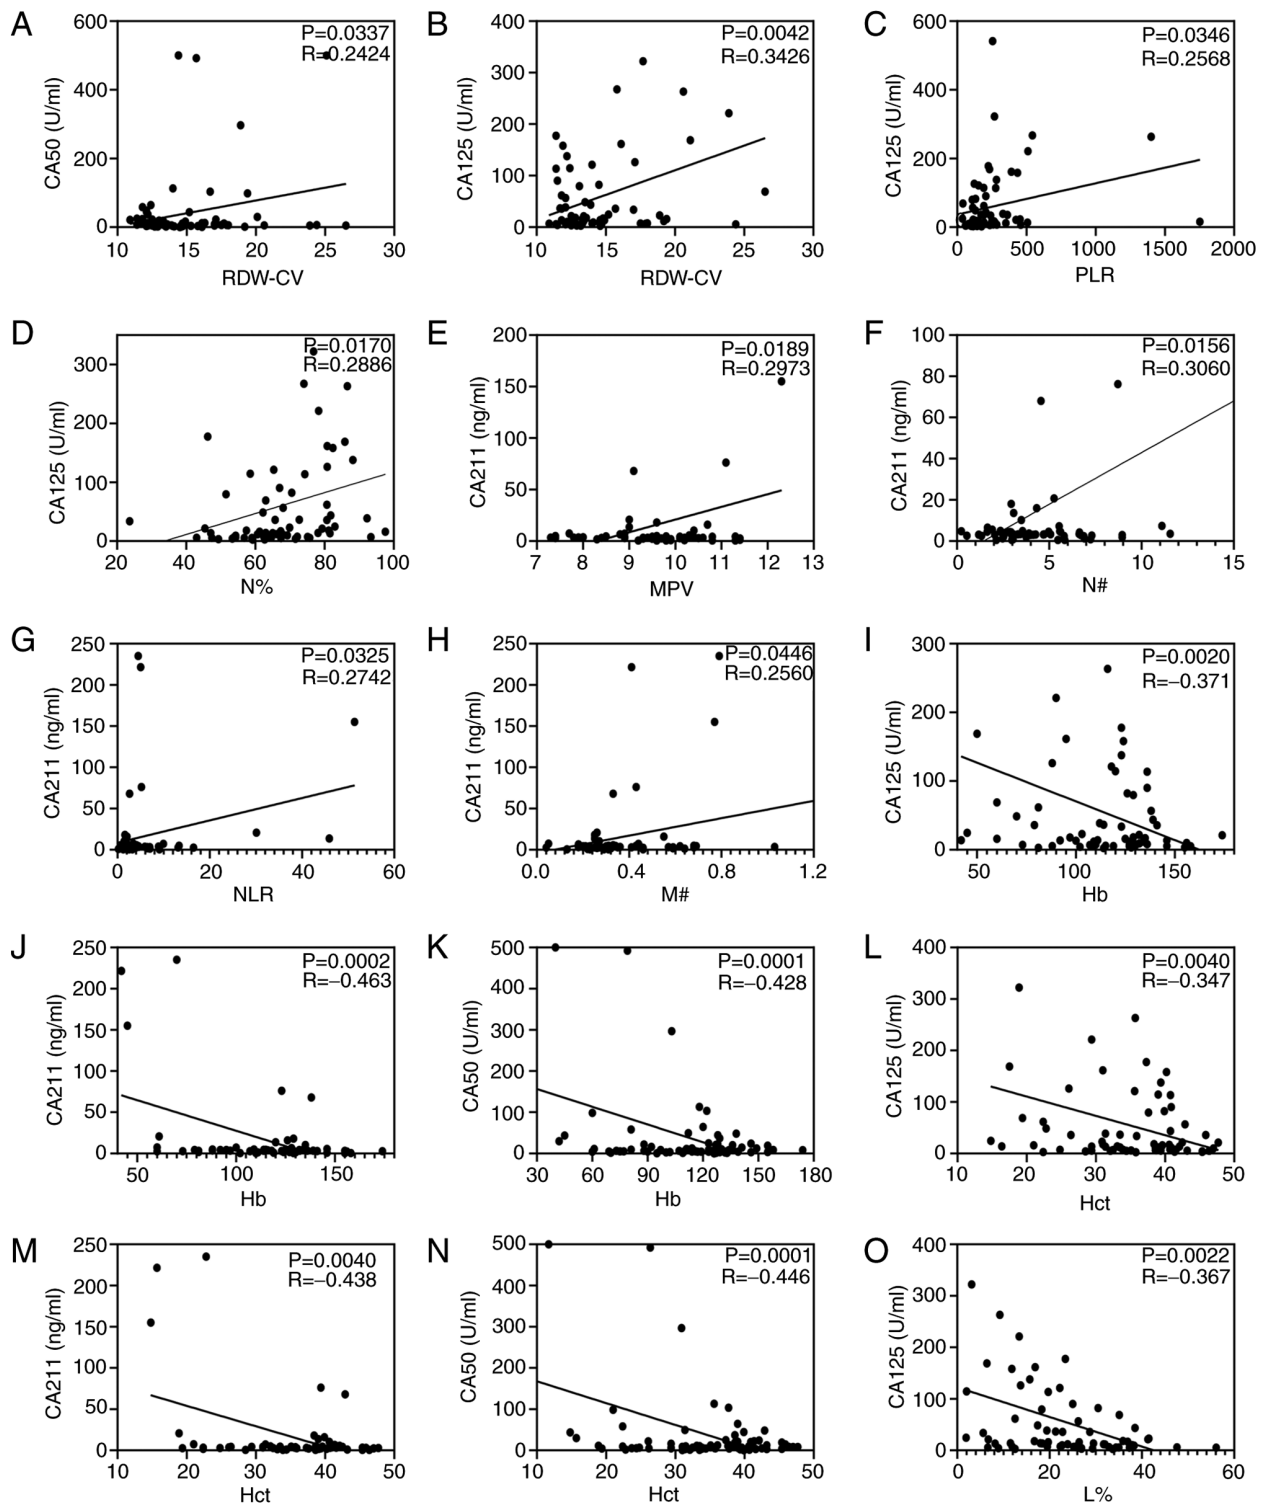 A
CA50 (U/ml)
600
400
200
0
P=0.0337
R=0.2424
10 15 20 25 30
RDW-CV
B
CA125 (U/ml)
400
300
200
100
0
P=0.0042
R=0.3426
10 15 20 25 30
RDW-CV
C
CA125 (U/ml)
600
400
200
0
P=0.0346
R=0.2568
0 500 1000 1500 2000
PLR
D
CA125 (U/ml)
300
200
100
0
P=0.0170
R=0.2886
20 40 60 80 100
N%
E
CA211 (ng/ml)
200
150
100
50
0
P=0.0189
R=0.2973
7 8 9 10 11 12 13
MPV
F
CA211 (ng/ml)
100
80
60
40
20
0
P=0.0156
R=0.3060
0 5 10 15
N#
G
CA211 (ng/ml)
250
200
150
100
50
0
P=0.0325
R=0.2742
0 20 40 60
NLR
H
CA211 (ng/ml)
250
200
150
100
50
0
P=0.0446
R=0.2560
0.0 0.4 0.8 1.2
M#
I
CA125 (U/ml)
300
200
100
0
P=0.0020
R=−0.371
50 100 150
Hb
J
CA211 (ng/ml)
250
200
150
100
50
0
P=0.0002
R=−0.463
50 100 150
Hb
K
CA50 (U/ml)
500
400
300
200
100
0
P=0.0001
R=−0.428
30 60 90 120 150 180
Hb
L
CA125 (U/ml)
400
300
200
100
0
P=0.0040
R=−0.347
10 20 30 40 50
Hct
M
CA211 (ng/ml)
250
200
150
100
50
0
P=0.0040
R=−0.438
10 20 30 40 50
Hct
N
CA50 (U/ml)
500
400
300
200
100
0
P=0.0001
R=−0.446
10 20 30 40 50
Hct
O
CA125 (U/ml)
400
300
200
100
0
P=0.0022
R=−0.367
0 20 40 60
L%